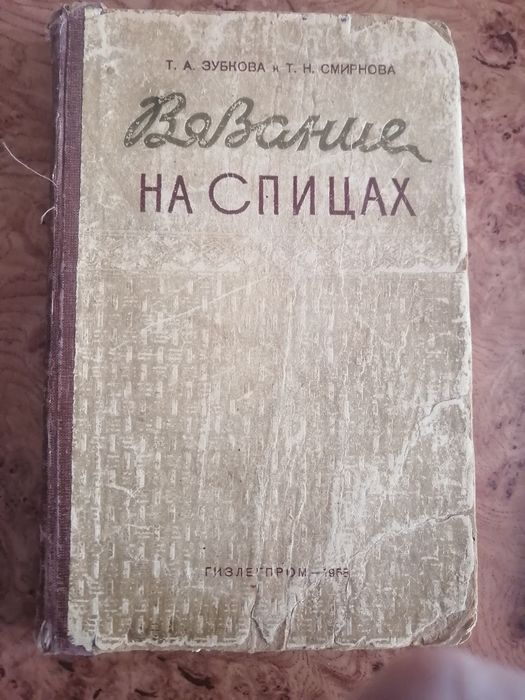 Т. А. ЗУБКОВА и Т. Н. СМИРНОВА
Вязание
НА СПИЦАХ
ГИЗЛЕГПРОМ—